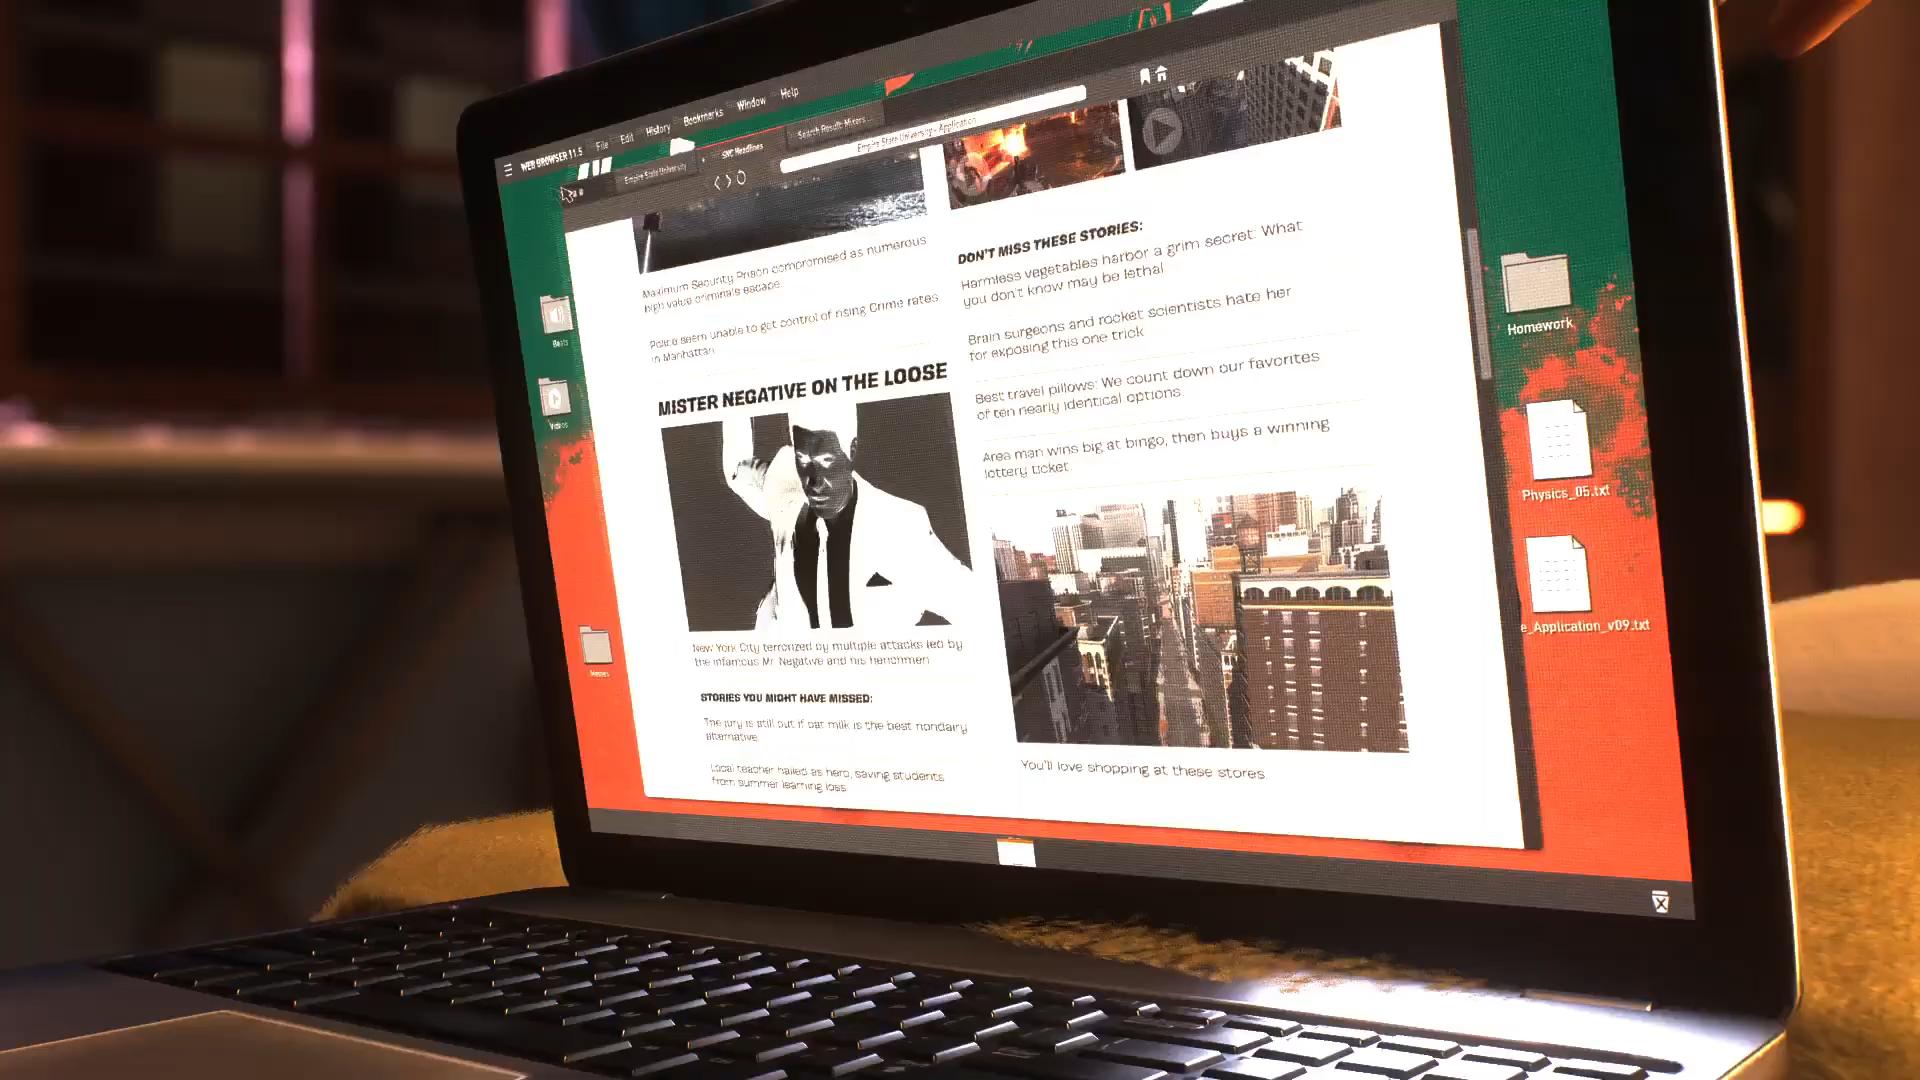 WEB BROWSER 11.5 File Edit History Bookmarks Window Help
Empire State University
SNC Headlines
Search Result: Mixers...
Empire State University - Application
Maximum Security Prison compromised as numerous
high value criminals escape.
Police seem unable to get control of rising Crime rates
in Manhattan.
MISTER NEGATIVE ON THE LOOSE
New York City terrorized by multiple attacks led by
the infamous Mr Negative and his henchmen
STORIES YOU MIGHT HAVE MISSED:
The jury is still out if oat milk is the best nondairy
alternative.
Local teacher hailed as hero, saving students
from summer learning loss.
DON'T MISS THESE STORIES:
Harmless vegetables harbor a grim secret: What
you don't know may be lethal
Brain surgeons and rocket scientists hate her
for exposing this one trick
Best travel pillows: We count down our favorites
of ten nearly identical options.
Area man wins big at bingo, then buys a winning
lottery ticket.
You'll love shopping at these stores.
Beats
Videos
Homework
Physics_05.txt
e_Application_v09.txt